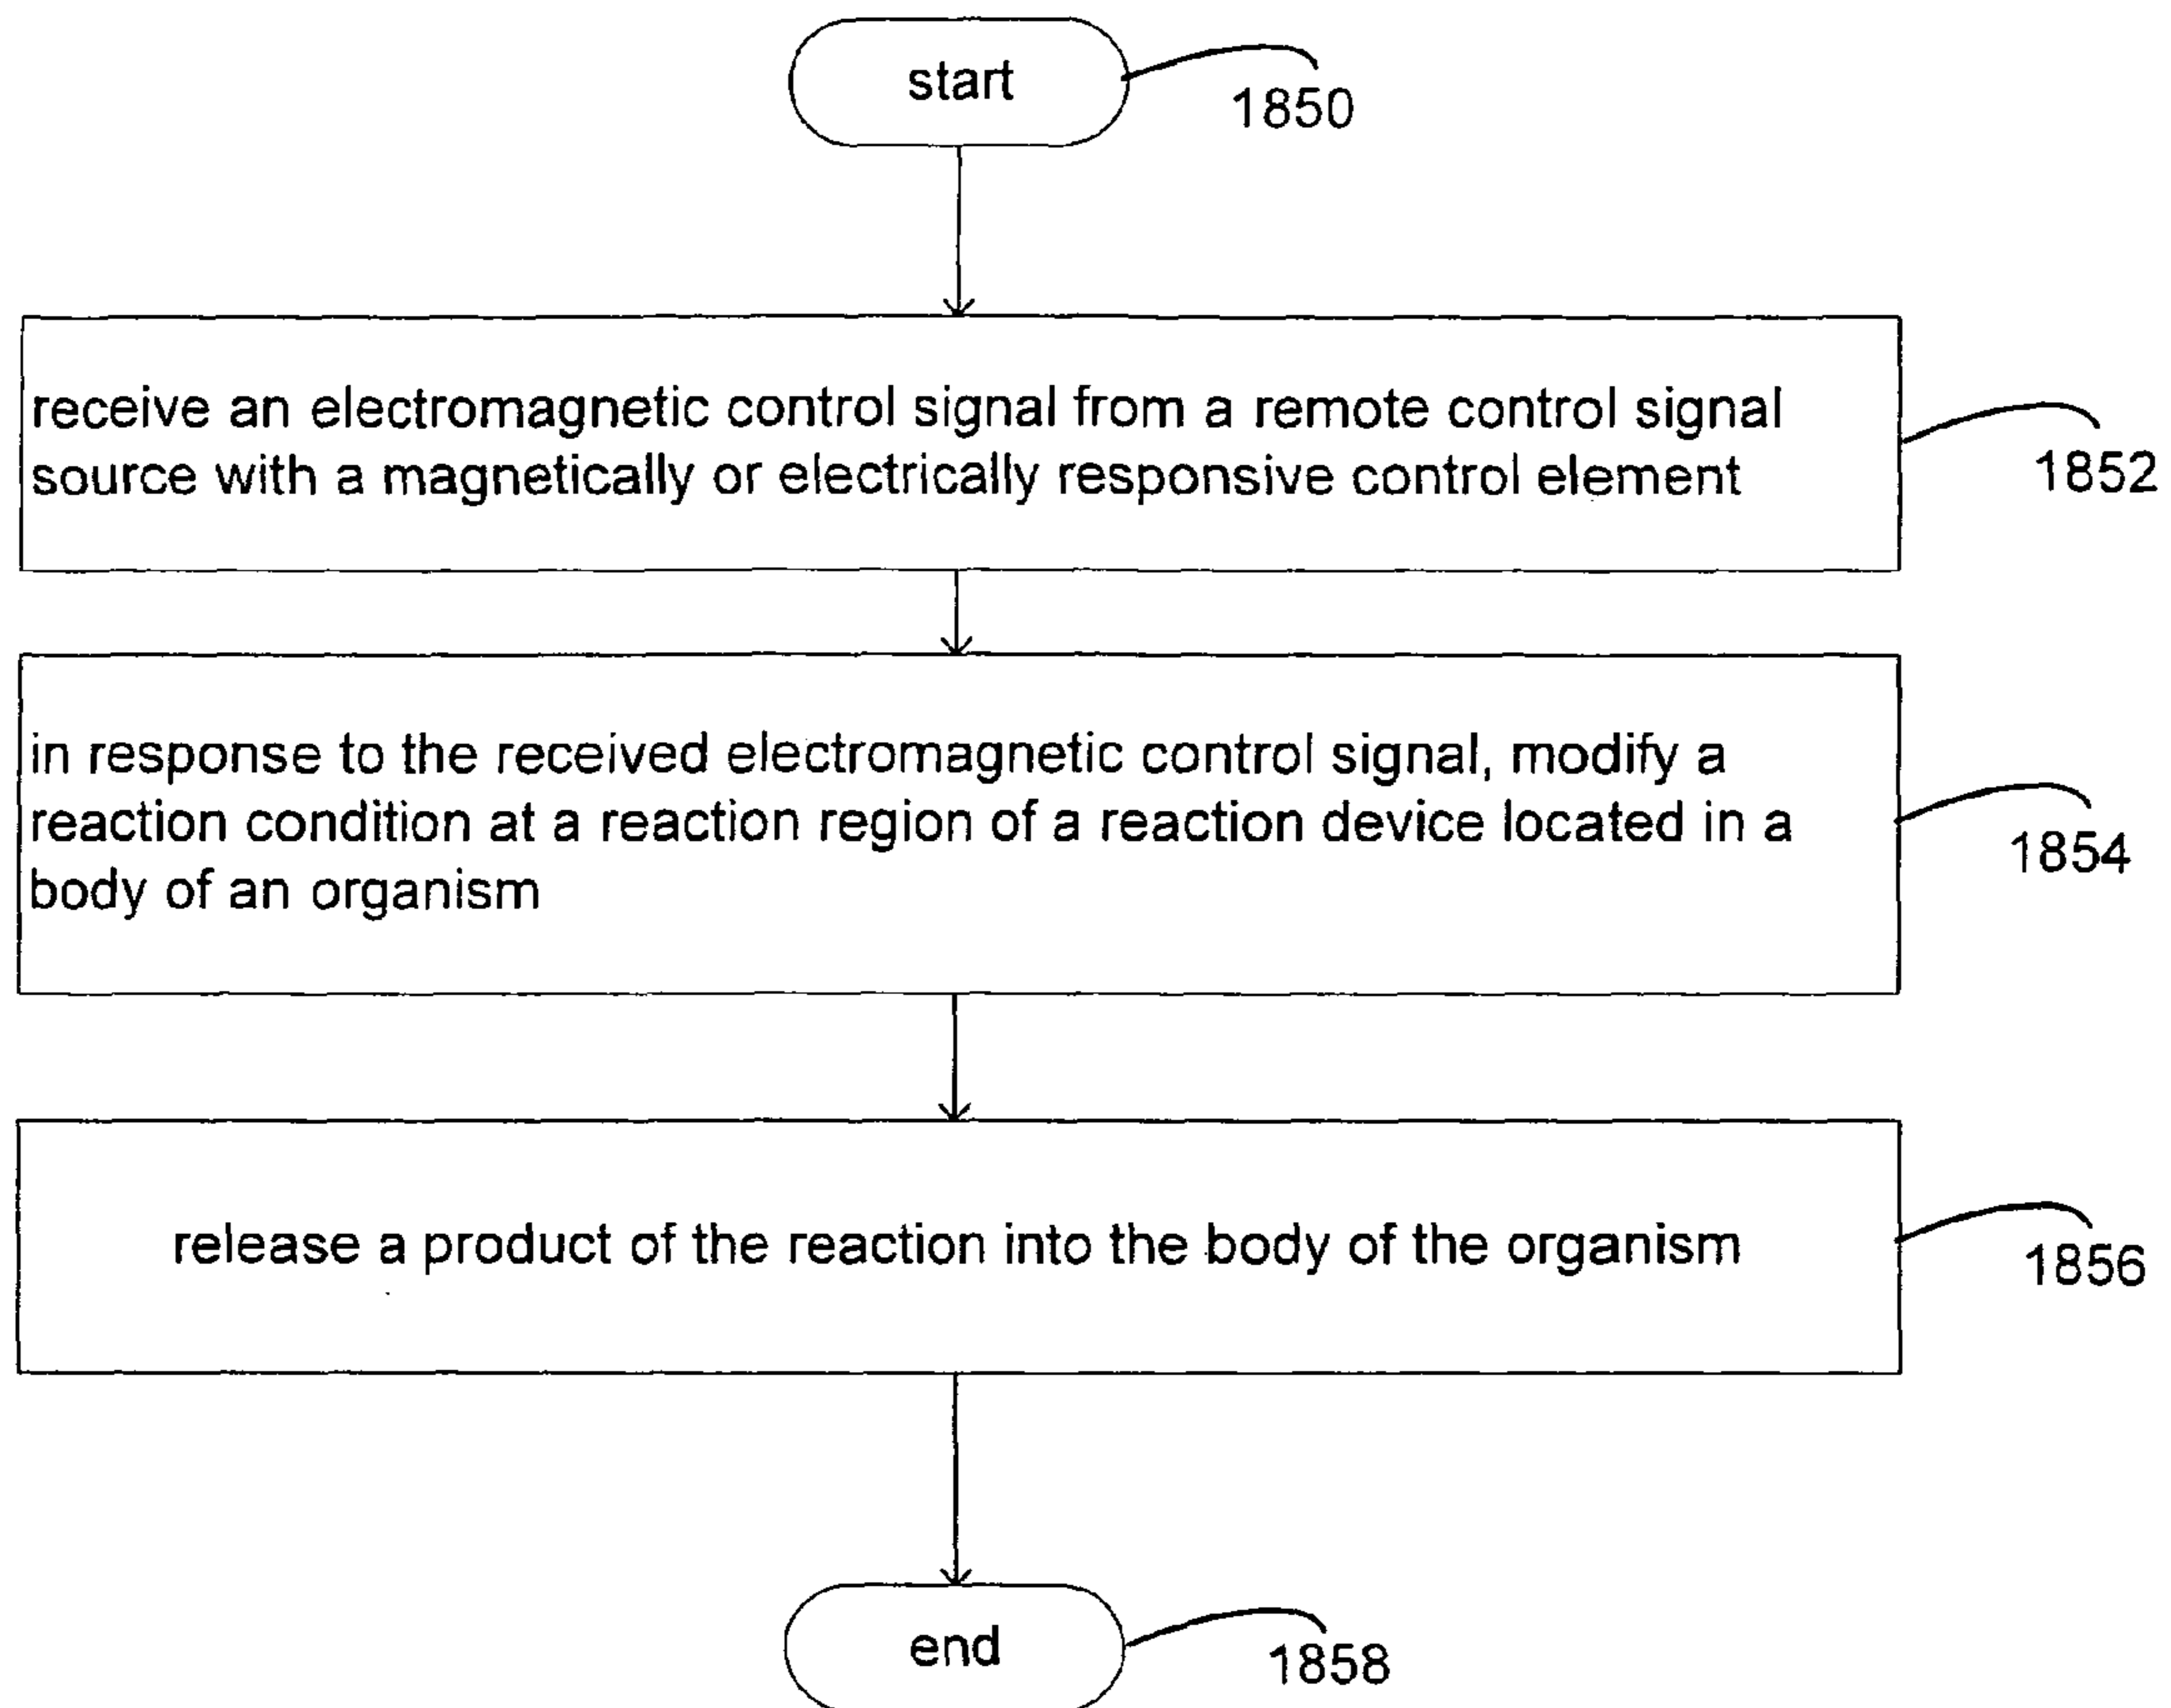 start
1850
receive an electromagnetic control signal from a remote control signal
source with a magnetically or electrically responsive control element
1852
in response to the received electromagnetic control signal, modify a
reaction condition at a reaction region of a reaction device located in a
body of an organism
1854
release a product of the reaction into the body of the organism
1856
end
1858